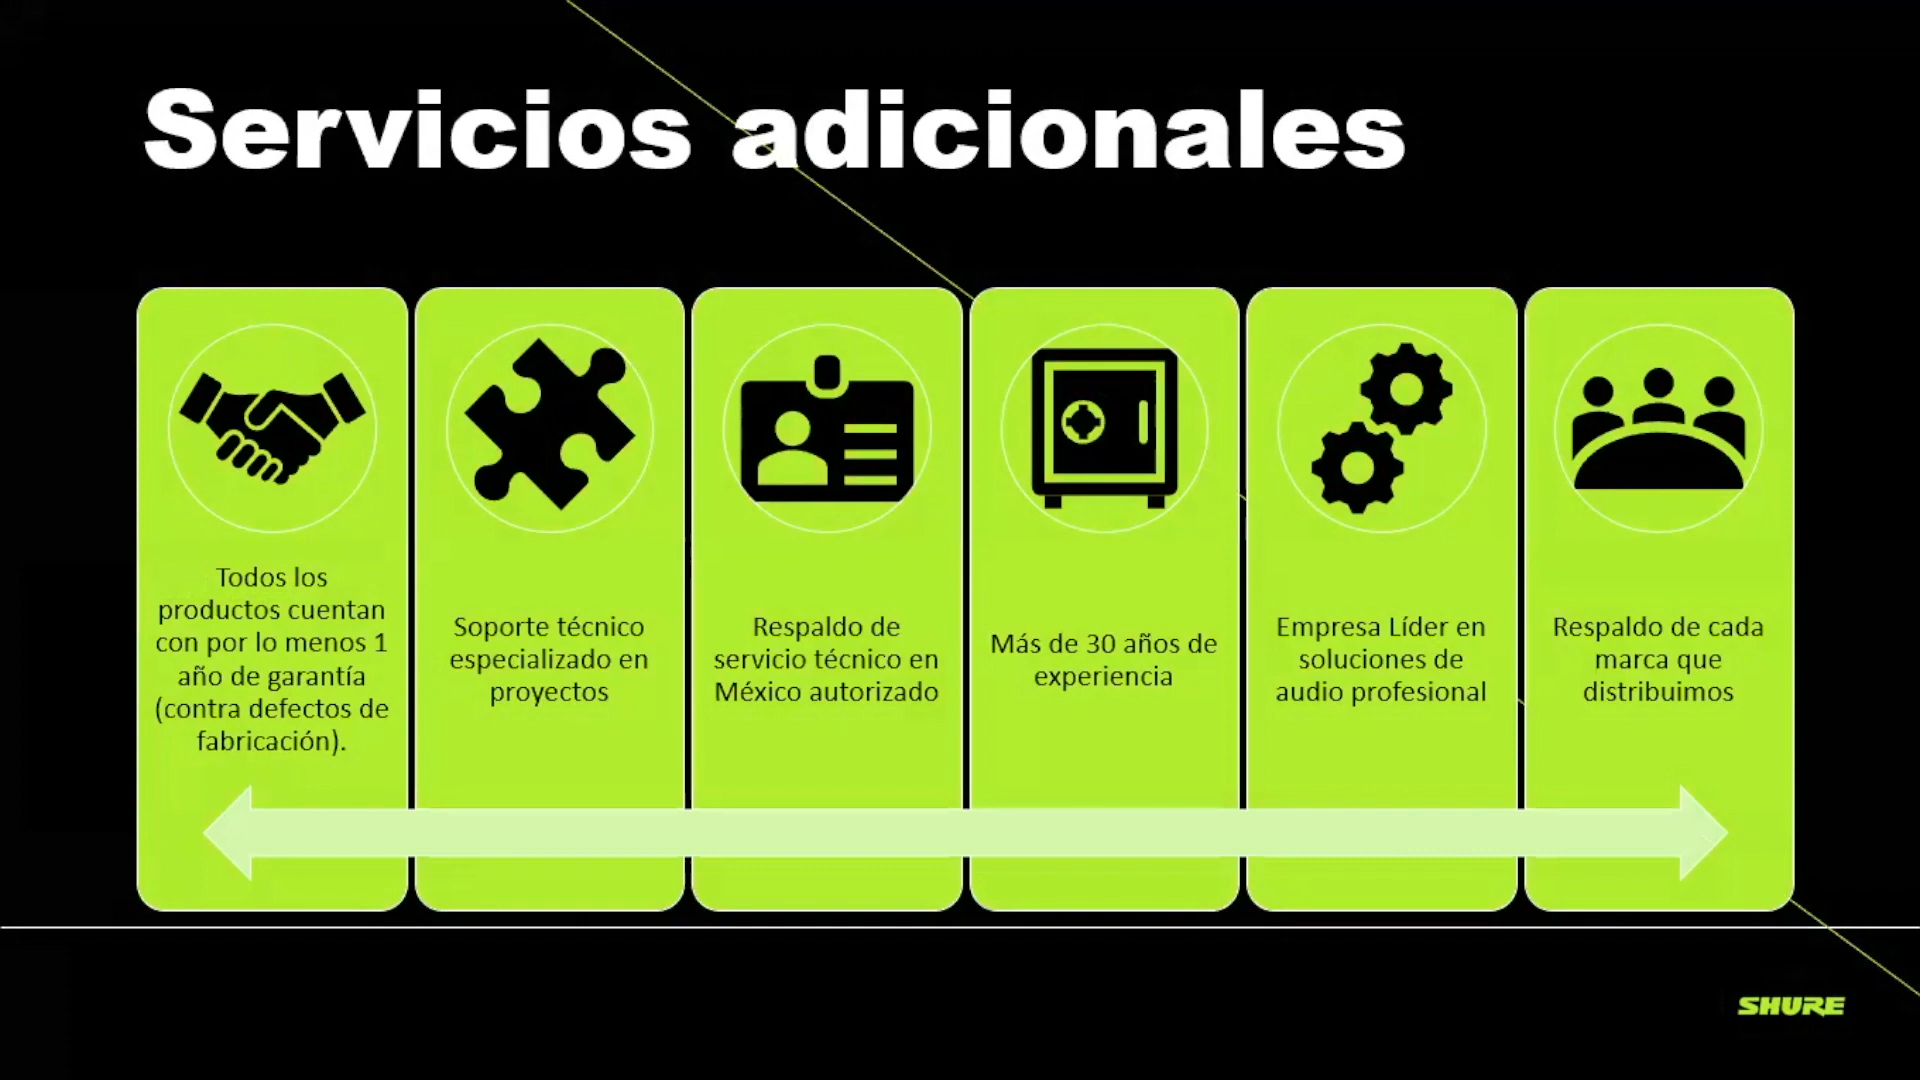 Servicios adicionales
Todos los
productos cuentan
con por lo menos 1
año de garantía
(contra defectos de
fabricación).
Soporte técnico
especializado en
proyectos
Respaldo de
servicio técnico en
México autorizado
Más de 30 años de
experiencia
Empresa Líder en
soluciones de
audio profesional
Respaldo de cada
marca que
distribuimos
SHURE